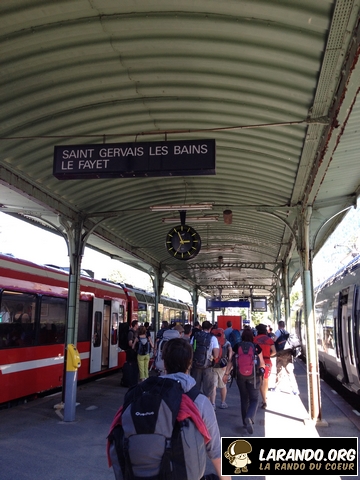 SAINT GERVAIS LES BAINS
LE FAYET
LARANDO.ORG
LA RANDO DU COEUR